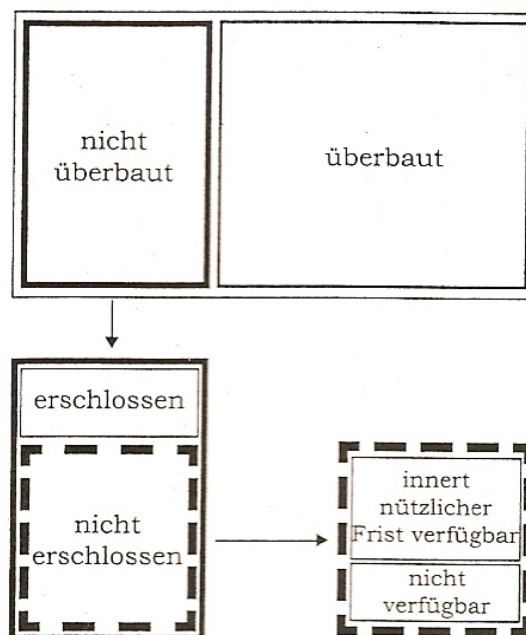 nicht
überbaut
überbaut
erschlossen
nicht
erschlossen
innert
nützlicher
Frist verfügbar
nicht
verfügbar